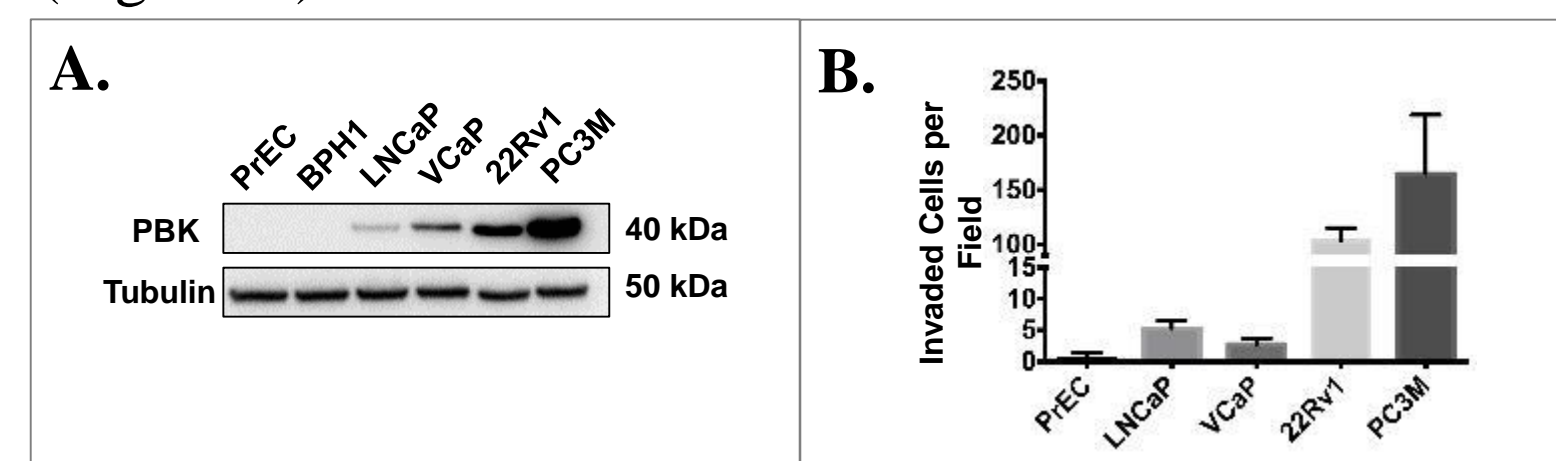 A.
PrEC
BPH1
LNCaP
VCaP
22Rv1
PC3M
PBK
40 kDa
Tubulin
50 kDa
B.
Invaded Cells per
Field
250
200
150
100
15
10
5
0
PrEC
LNCaP
VCaP
22Rv1
PC3M